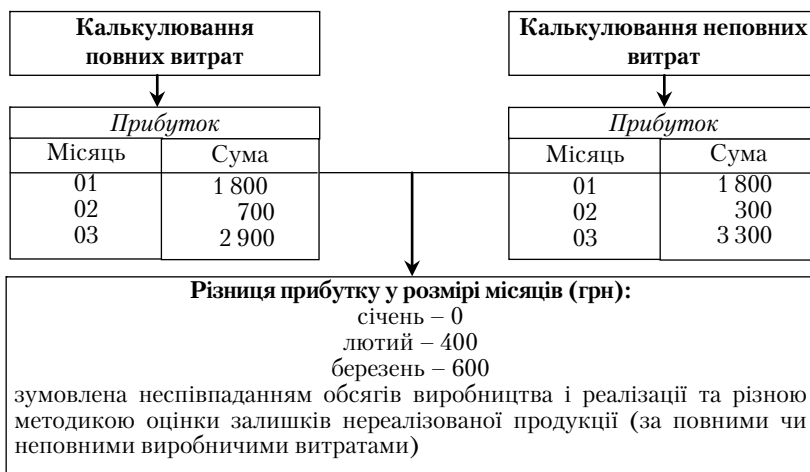 Калькулювання
повних витрат
Калькулювання неповних
витрат
Прибуток
Місяць Сума
01 1 800
02 700
03 2 900
Прибуток
Місяць Сума
01 1 800
02 300
03 3 300
Різниця прибутку у розмірі місяців (грн):
січень – 0
лютий – 400
березень – 600
зумовлена неспівпаданням обсягів виробництва і реалізації та різною
методикою оцінки залишків нереалізованої продукції (за повними чи
неповними виробничими витратами)